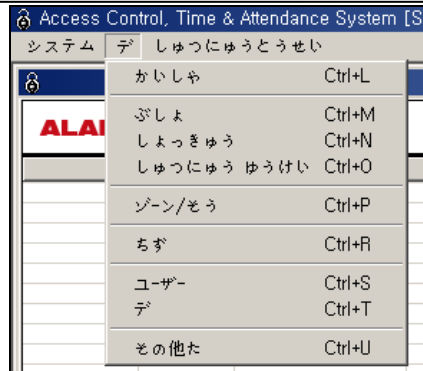 Access Control, Time & Attendance System [S
システム デ しゅつにゅうとうせい
かいしゃ Ctrl+L
ALA
ぶしょ Ctrl+M
しょっきゅう Ctrl+N
しゅつにゅう ゆうけい Ctrl+O
ゾーン/そう Ctrl+P
ちず Ctrl+R
ユーザー Ctrl+S
デ Ctrl+T
その他た Ctrl+U